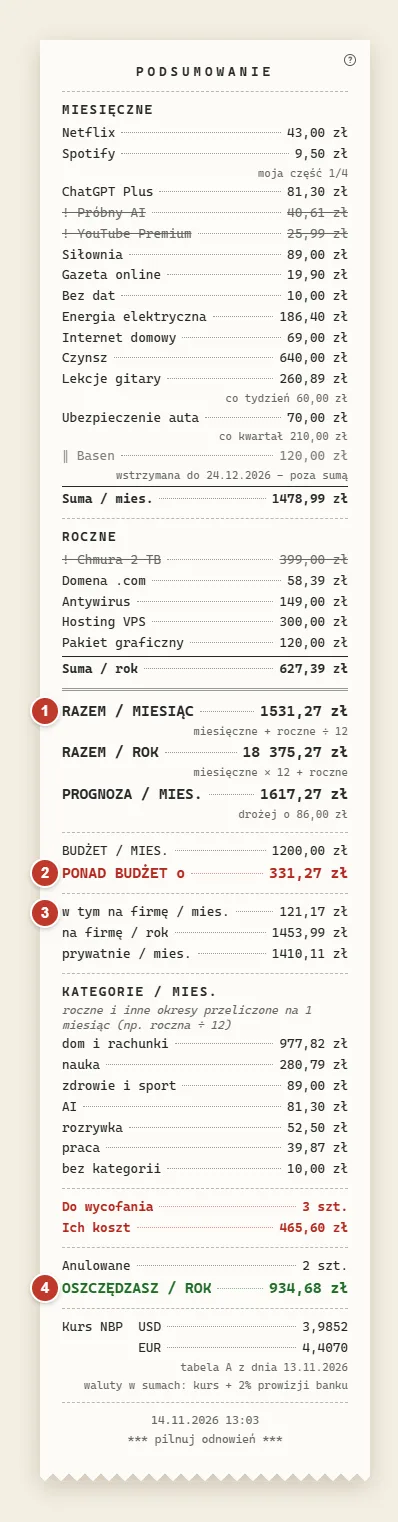 ?
PODSUMOWANIE
MIESIĘCZNE
Netflix 43,00 zł
Spotify 9,50 zł
moja część 1/4
ChatGPT Plus 81,30 zł
! Próbny AI 40,61 zł
! YouTube Premium 25,99 zł
Siłownia 89,00 zł
Gazeta online 19,90 zł
Bez dat 10,00 zł
Energia elektryczna 186,40 zł
Internet domowy 69,00 zł
Czynsz 640,00 zł
Lekcje gitary 260,89 zł
co tydzień 60,00 zł
Ubezpieczenie auta 70,00 zł
co kwartał 210,00 zł
‖ Basen 120,00 zł
wstrzymana do 24.12.2026 – poza sumą
Suma / mies. 1478,99 zł
ROCZNE
! Chmura 2 TB 399,00 zł
Domena .com 58,39 zł
Antywirus 149,00 zł
Hosting VPS 300,00 zł
Pakiet graficzny 120,00 zł
Suma / rok 627,39 zł
1 RAZEM / MIESIĄC 1531,27 zł
miesięczne + roczne ÷ 12
RAZEM / ROK 18 375,27 zł
miesięczne × 12 + roczne
PROGNOZA / MIES. 1617,27 zł
drożej o 86,00 zł
BUDŻET / MIES. 1200,00 zł
2 PONAD BUDŻET o 331,27 zł
3 w tym na firmę / mies. 121,17 zł
na firmę / rok 1453,99 zł
prywatnie / mies. 1410,11 zł
KATEGORIE / MIES.
roczne i inne okresy przeliczone na 1
miesiąc (np. roczna ÷ 12)
dom i rachunki 977,82 zł
nauka 280,79 zł
zdrowie i sport 89,00 zł
AI 81,30 zł
rozrywka 52,50 zł
praca 39,87 zł
bez kategorii 10,00 zł
Do wycofania 3 szt.
Ich koszt 465,60 zł
Anulowane 2 szt.
4 OSZCZĘDZASZ / ROK 934,68 zł
Kurs NBP USD 3,9852
EUR 4,4070
tabela A z dnia 13.11.2026
waluty w sumach: kurs + 2% prowizji banku
14.11.2026 13:03
*** pilnuj odnowień ***